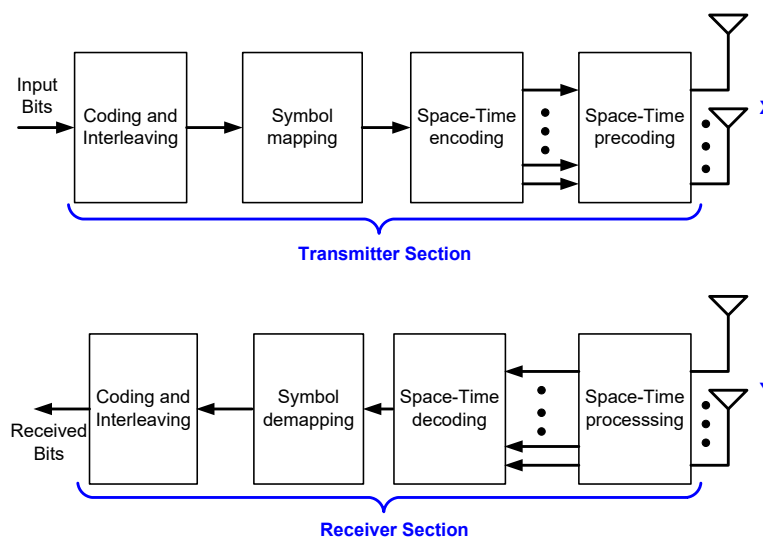 Input
Bits
Coding and
Interleaving
Symbol
mapping
Space-Time
encoding
Space-Time
precoding
Transmitter Section
Received
Bits
Coding and
Interleaving
Symbol
demapping
Space-Time
decoding
Space-Time
processsing
Receiver Section